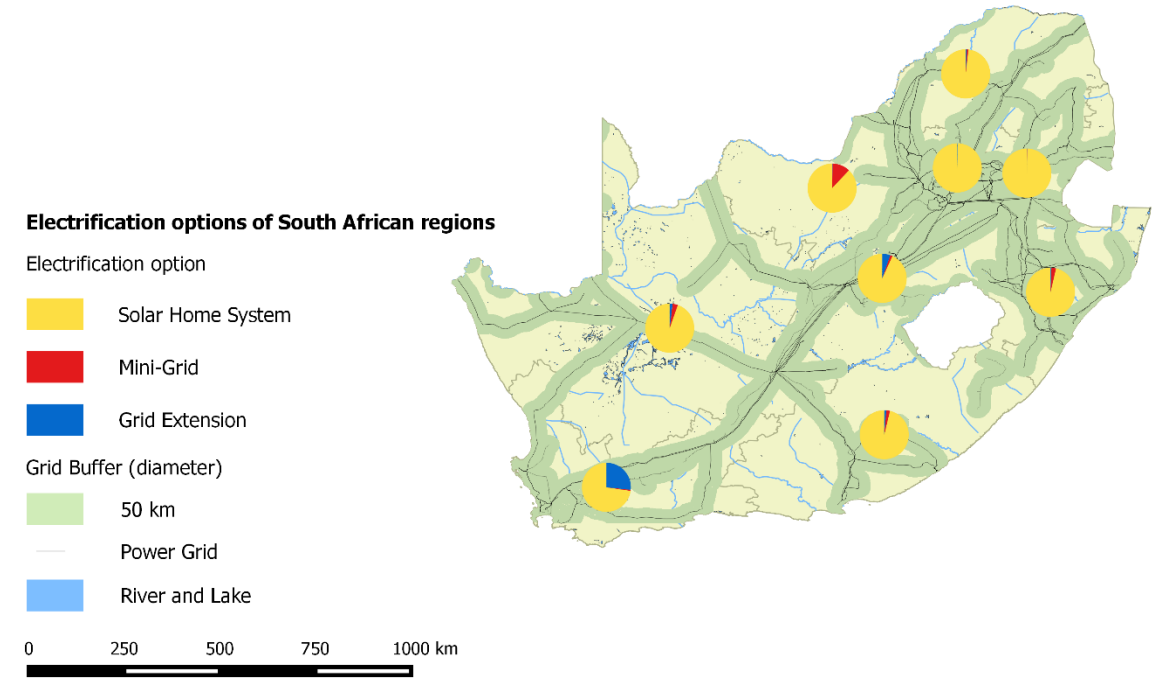 Electrification options of South African regions
Electrification option
Solar Home System
Mini-Grid
Grid Extension
Grid Buffer (diameter)
50 km
Power Grid
River and Lake
0 250 500 750 1000 km